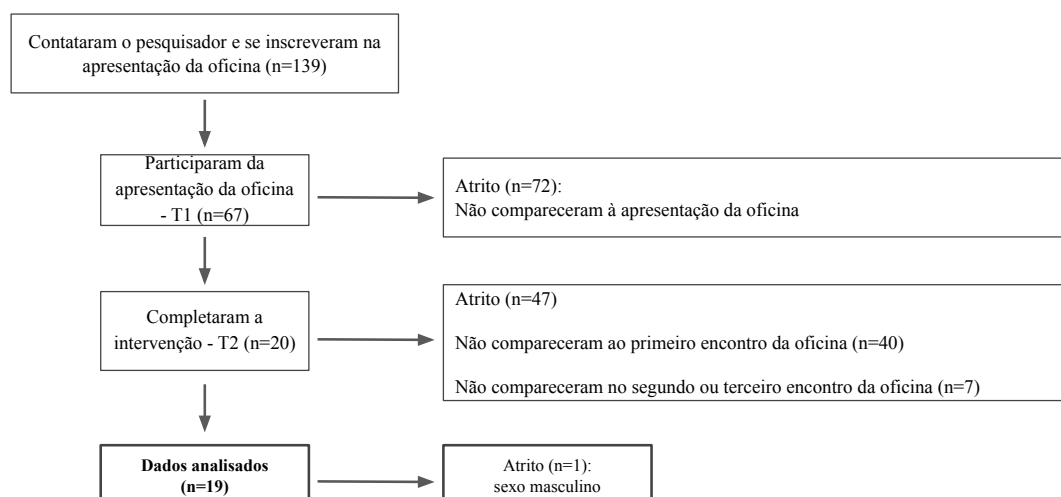 Contataram o pesquisador e se inscreveram na
apresentação da oficina (n=139)
Participaram da
apresentação da oficina
- T1 (n=67)
Atrito (n=72):
Não compareceram à apresentação da oficina
Completaram a
intervenção - T2 (n=20)
Atrito (n=47)
Não compareceram ao primeiro encontro da oficina (n=40)
Não compareceram no segundo ou terceiro encontro da oficina (n=7)
Dados analisados
(n=19)
Atrito (n=1):
sexo masculino